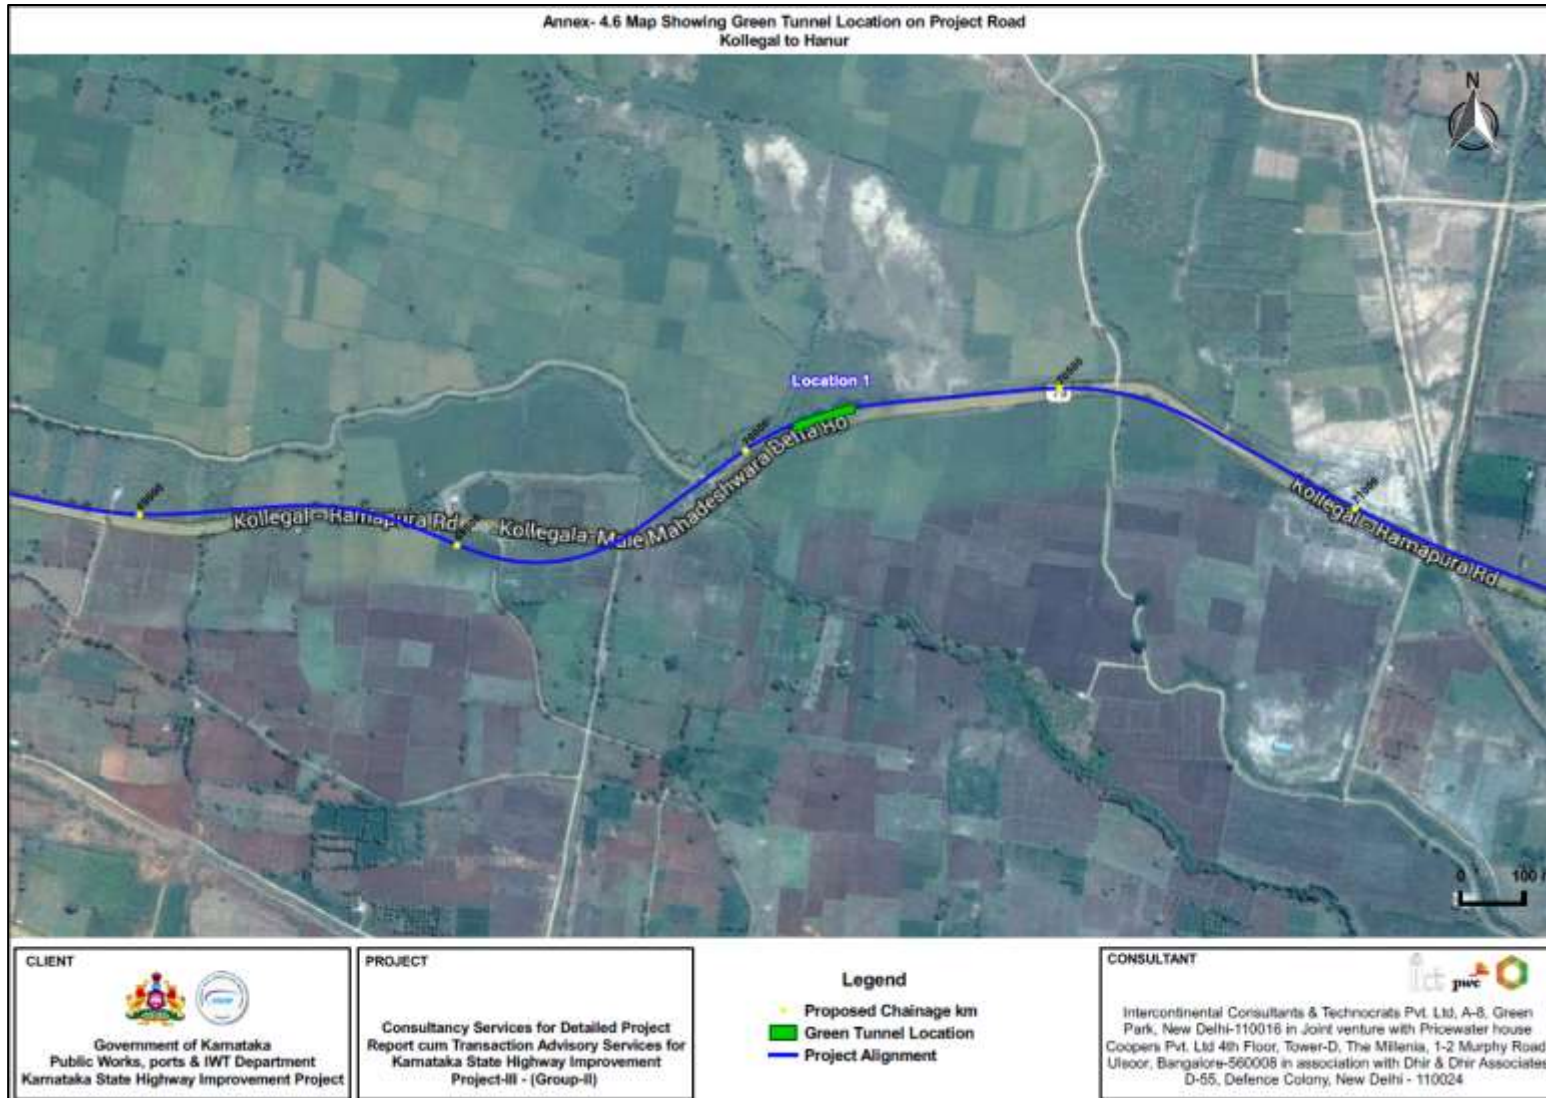 Annex- 4.6 Map Showing Green Tunnel Location on Project Road
Kollegal to Hanur
N
Location 1
70500
Kollegal - Hamapura Rd
Kollegala-Male Mahadeshwara Betta Rd
Kollegal - Hamapura Rd
0 100
CLIENT
Government of Karnataka
Public Works, ports & IWT Department
Karnataka State Highway Improvement Project
PROJECT
Consultancy Services for Detailed Project
Report cum Transaction Advisory Services for
Karnataka State Highway Improvement
Project-III - (Group-II)
Legend
Proposed Chainage km
Green Tunnel Location
Project Alignment
CONSULTANT
ict pwc
Intercontinental Consultants & Technocrats Pvt. Ltd, A-8, Green
Park, New Delhi-110016 in Joint venture with Pricewater house
Coopers Pvt. Ltd 4th Floor, Tower-D, The Millenia, 1-2 Murphy Road
Ulsoor, Bangalore-560008 in association with Dhir & Dhir Associates
D-55, Defence Colony, New Delhi - 110024